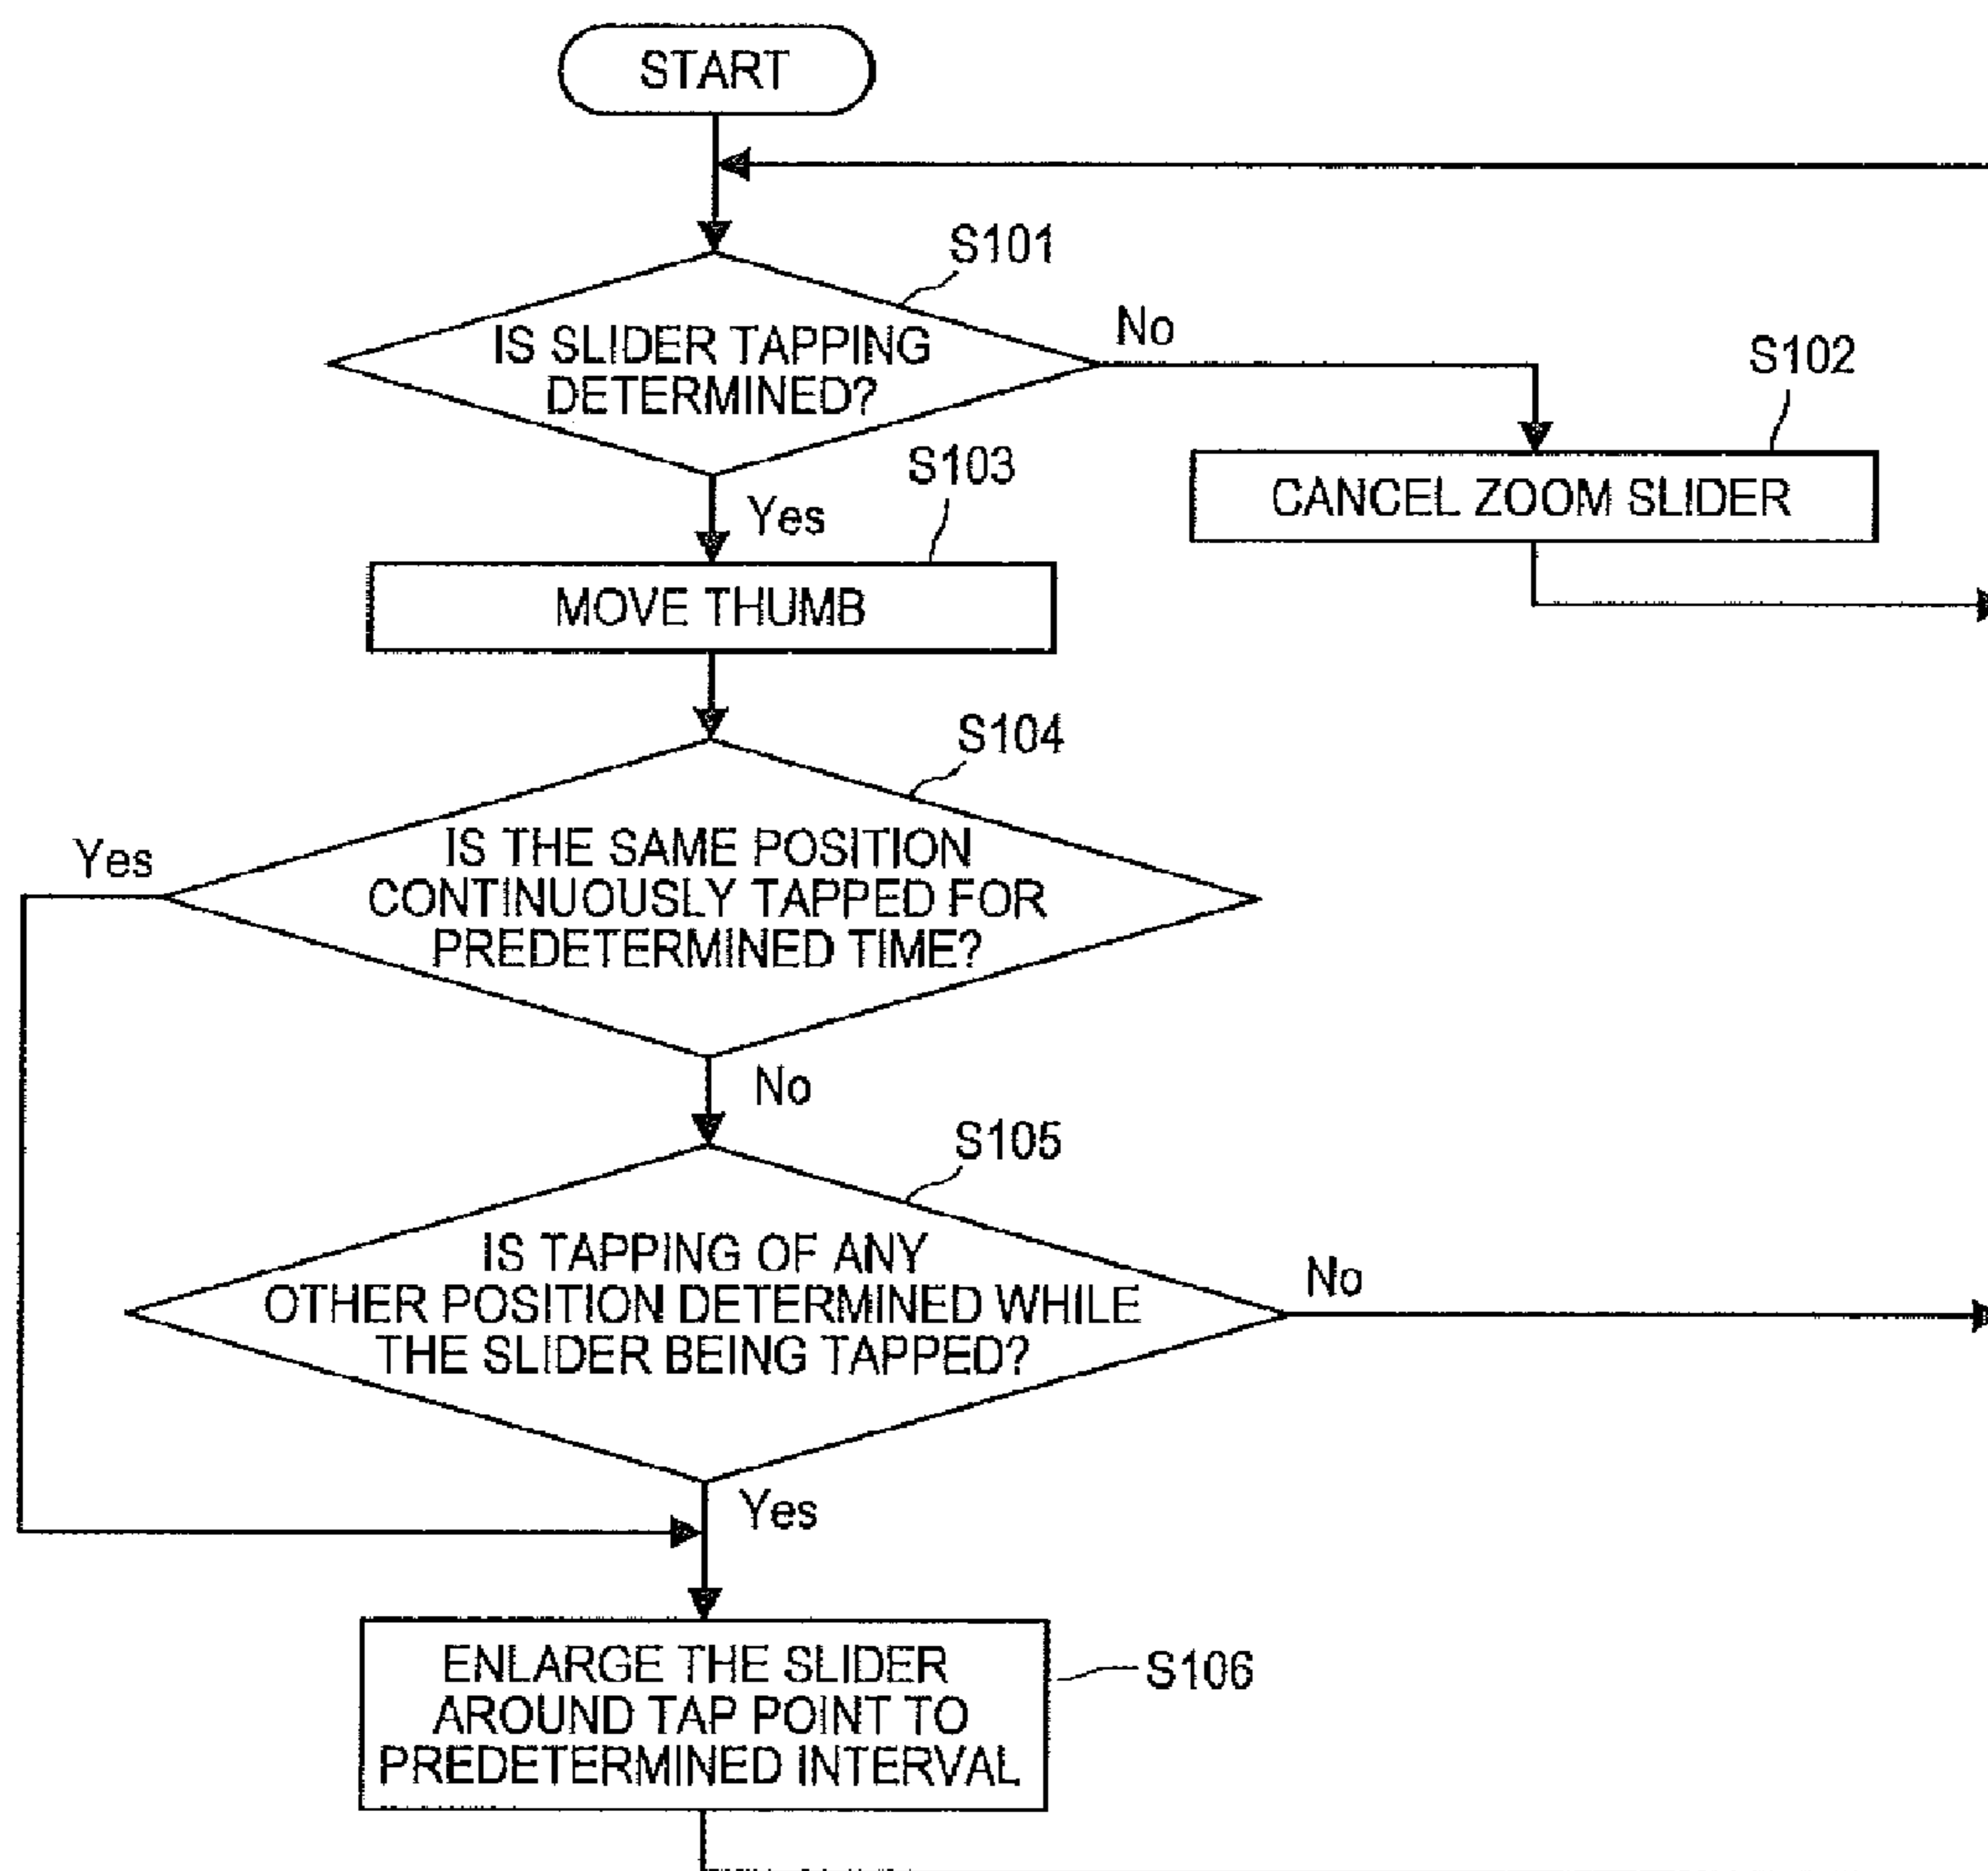 START
S101
IS SLIDER TAPPING
DETERMINED?
No
S102
CANCEL ZOOM SLIDER
Yes
S103
MOVE THUMB
S104
IS THE SAME POSITION
CONTINUOUSLY TAPPED FOR
PREDETERMINED TIME?
Yes
No
S105
IS TAPPING OF ANY
OTHER POSITION DETERMINED WHILE
THE SLIDER BEING TAPPED?
No
Yes
ENLARGE THE SLIDER
AROUND TAP POINT TO
PREDETERMINED INTERVAL
S106